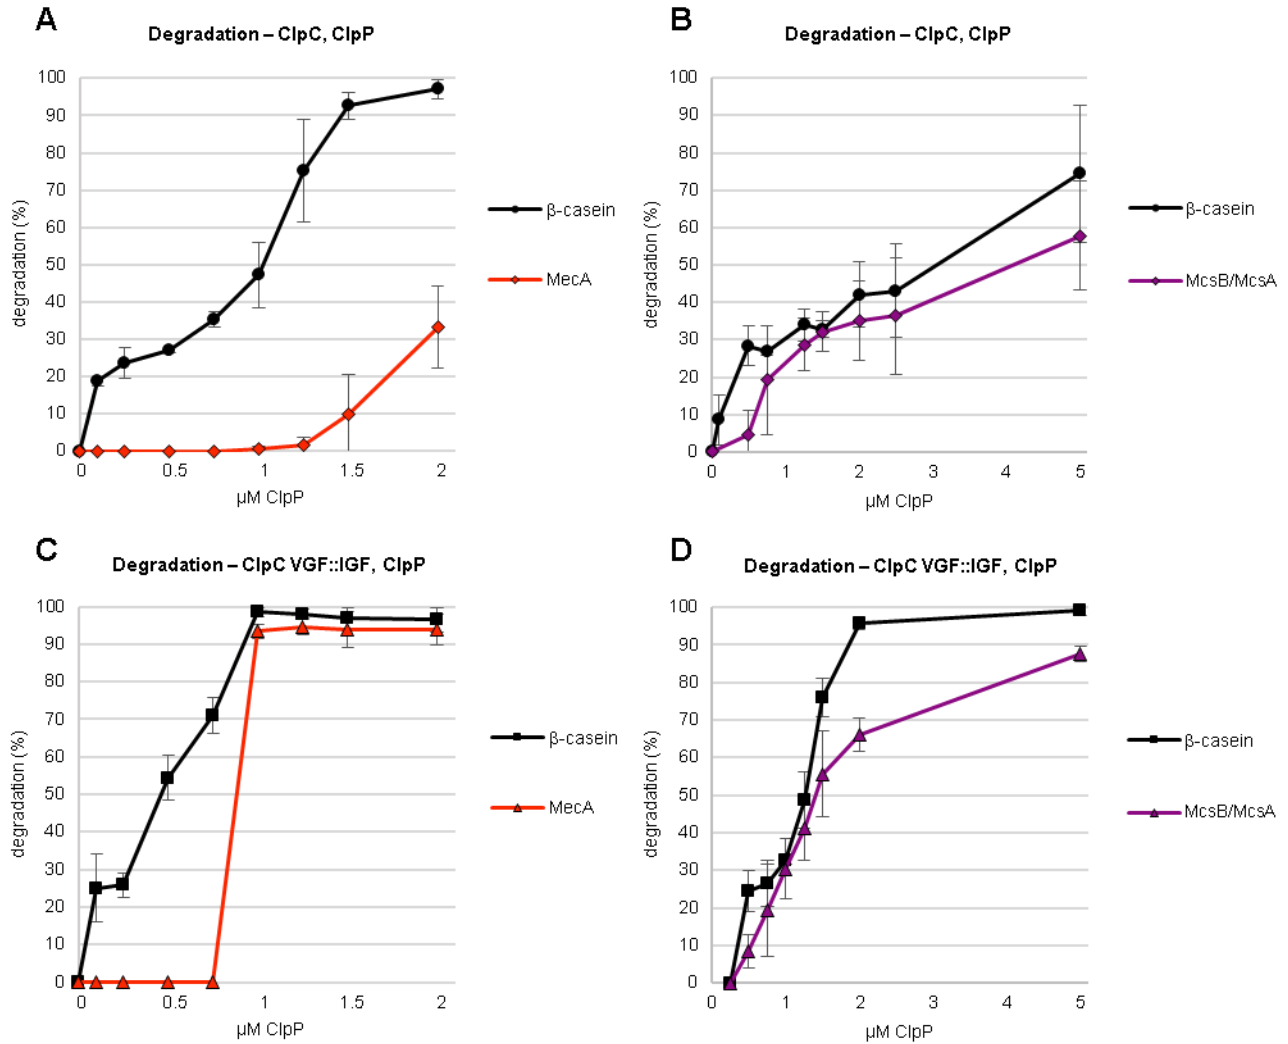 A
Degradation – ClpC, ClpP
100
90
80
70
60
50
40
30
20
10
0
degradation (%)
0 0.5 1 1.5 2
µM ClpP
β-casein
MecA
B
Degradation – ClpC, ClpP
100
90
80
70
60
50
40
30
20
10
0
degradation (%)
0 1 2 3 4 5
µM ClpP
β-casein
McsB/McsA
C
Degradation – ClpC VGF::IGF, ClpP
100
90
80
70
60
50
40
30
20
10
0
degradation (%)
0 0.5 1 1.5 2
µM ClpP
β-casein
MecA
D
Degradation – ClpC VGF::IGF, ClpP
100
90
80
70
60
50
40
30
20
10
0
degradation (%)
0 1 2 3 4 5
µM ClpP
β-casein
McsB/McsA